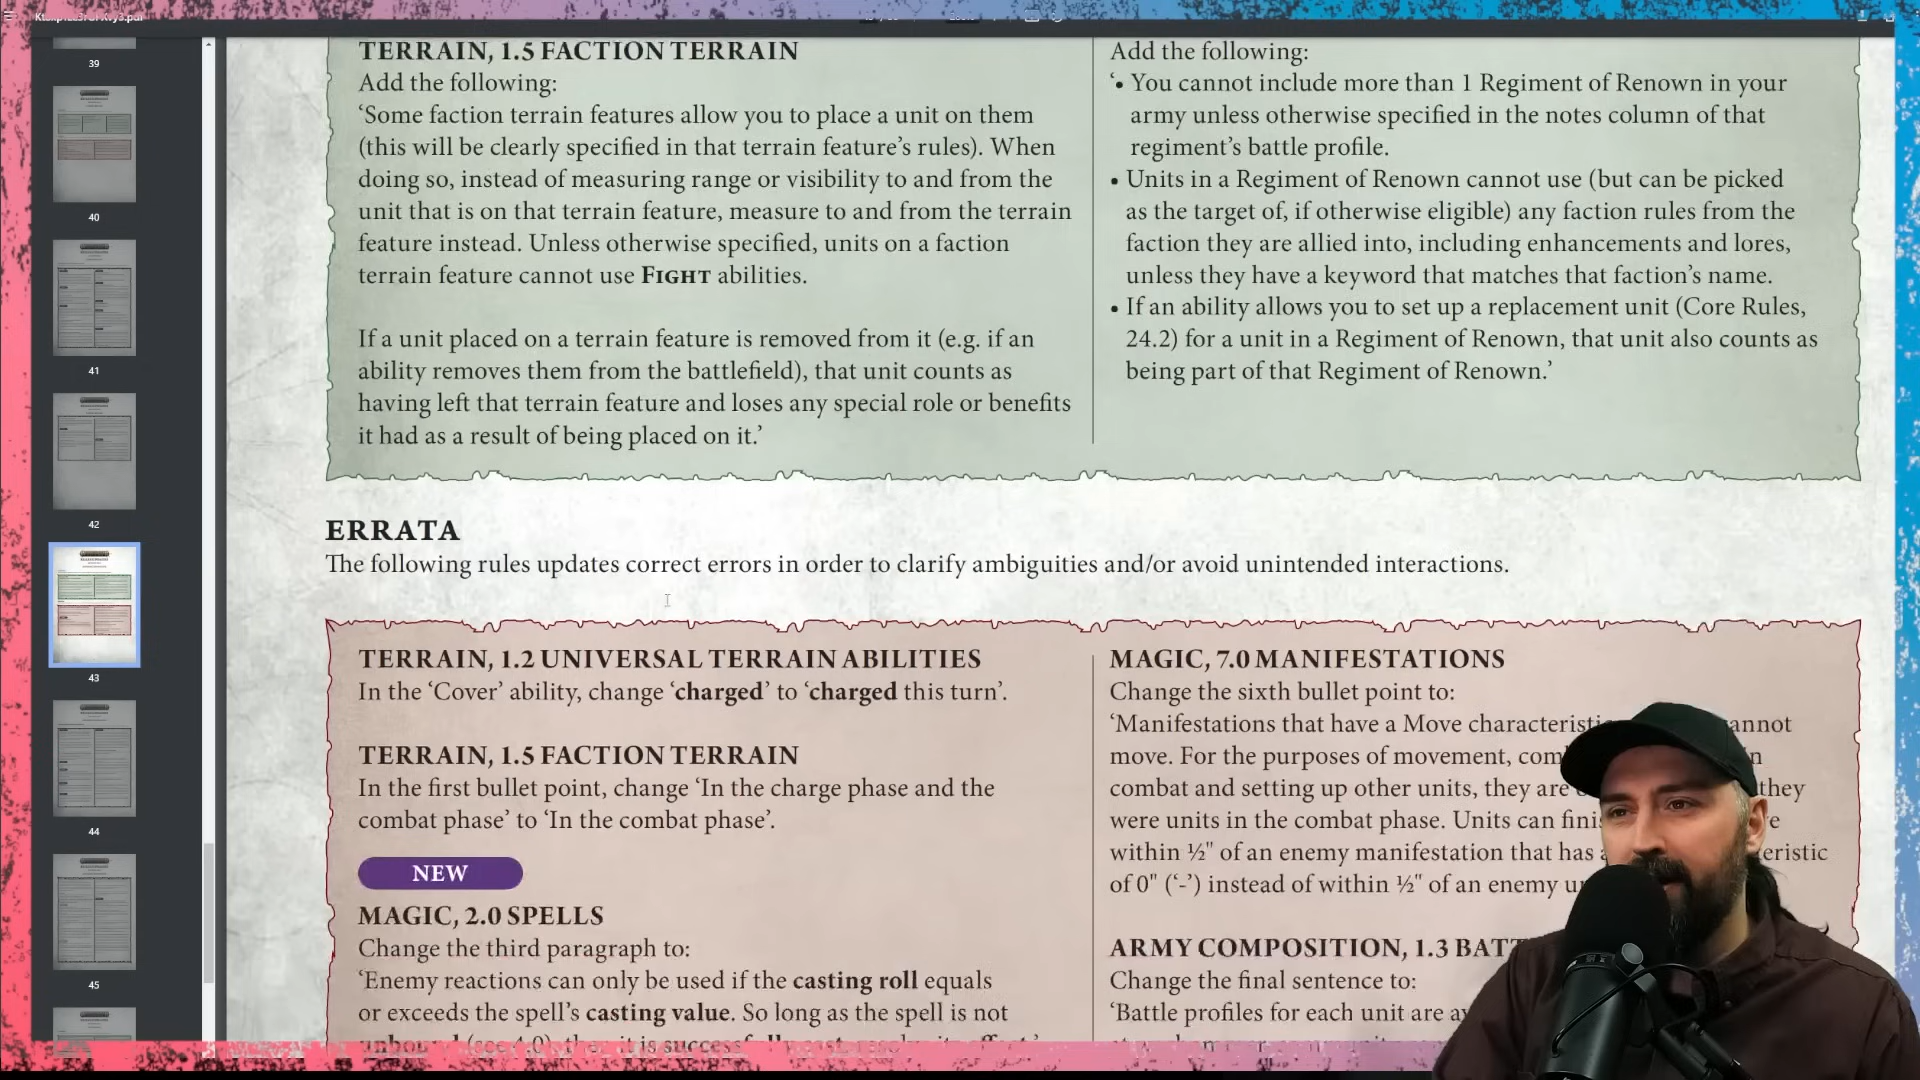 39
40
41
42
43
44
45
TERRAIN, 1.5 FACTION TERRAIN
Add the following:
‘Some faction terrain features allow you to place a unit on them
(this will be clearly specified in that terrain feature’s rules). When
doing so, instead of measuring range or visibility to and from the
unit that is on that terrain feature, measure to and from the terrain
feature instead. Unless otherwise specified, units on a faction
terrain feature cannot use FIGHT abilities.
If a unit placed on a terrain feature is removed from it (e.g. if an
ability removes them from the battlefield), that unit counts as
having left that terrain feature and loses any special role or benefits
it had as a result of being placed on it.’
Add the following:
‘• You cannot include more than 1 Regiment of Renown in your
army unless otherwise specified in the notes column of that
regiment’s battle profile.
• Units in a Regiment of Renown cannot use (but can be picked
as the target of, if otherwise eligible) any faction rules from the
faction they are allied into, including enhancements and lores,
unless they have a keyword that matches that faction’s name.
• If an ability allows you to set up a replacement unit (Core Rules,
24.2) for a unit in a Regiment of Renown, that unit also counts as
being part of that Regiment of Renown.’
ERRATA
The following rules updates correct errors in order to clarify ambiguities and/or avoid unintended interactions.
TERRAIN, 1.2 UNIVERSAL TERRAIN ABILITIES
In the ‘Cover’ ability, change ‘charged’ to ‘charged this turn’.
TERRAIN, 1.5 FACTION TERRAIN
In the first bullet point, change ‘In the charge phase and the
combat phase’ to ‘In the combat phase’.
NEW
MAGIC, 2.0 SPELLS
Change the third paragraph to:
‘Enemy reactions can only be used if the casting roll equals
or exceeds the spell’s casting value. So long as the spell is not
MAGIC, 7.0 MANIFESTATIONS
Change the sixth bullet point to:
‘Manifestations that have a Move
move. For the purposes of movement,
combat and setting up other units, they are they
were units in the combat phase. Units can
within ½" of an enemy manifestation that has
of 0" (‘-’) instead of within ½" of an enemy
ARMY COMPOSITION, 1.3
Change the final sentence to:
‘Battle profiles for each unit are